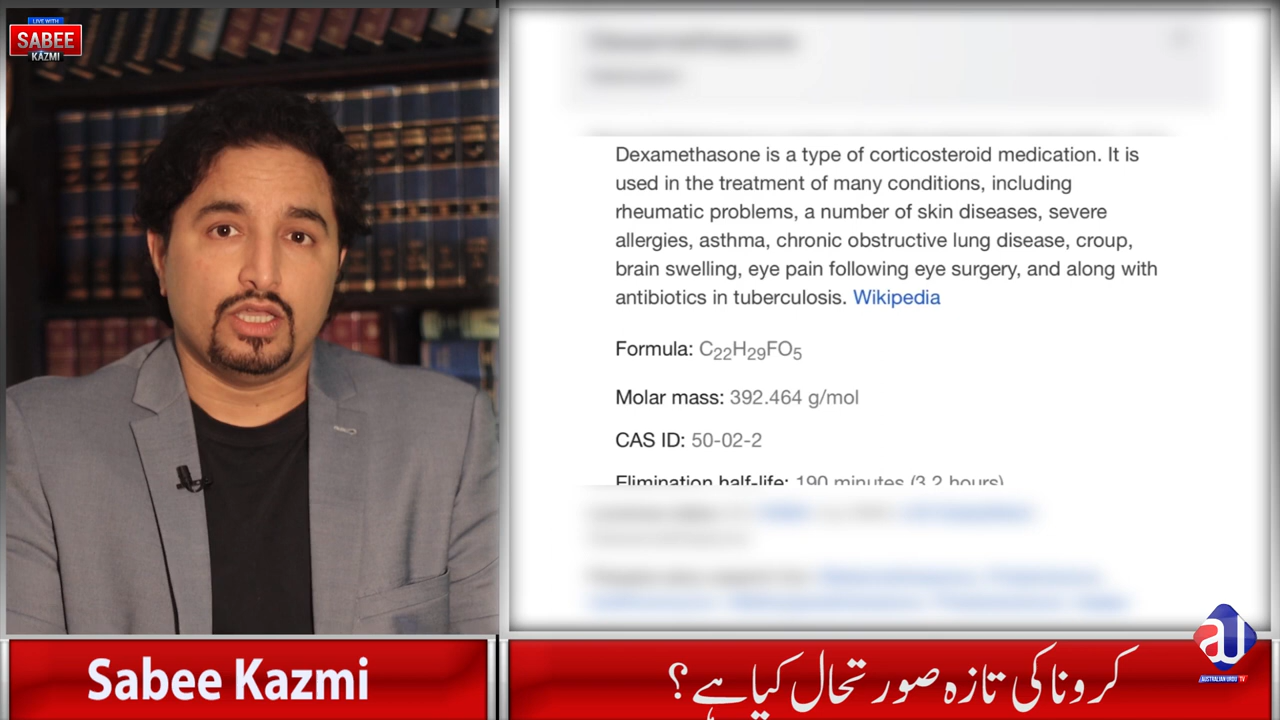 LIVE WITH
SABEE
KAZMI
Dexamethasone is a type of corticosteroid medication. It is
used in the treatment of many conditions, including
rheumatic problems, a number of skin diseases, severe
allergies, asthma, chronic obstructive lung disease, croup,
brain swelling, eye pain following eye surgery, and along with
antibiotics in tuberculosis. Wikipedia
Formula: C₂₂H₂₉FO₅
Molar mass: 392.464 g/mol
CAS ID: 50-02-2
Elimination half-life: 190 minutes (3.2 hours)
Sabee Kazmi
کرونا کی تازہ صورتحال کیا ہے؟
AUSTRALIAN URDU TV